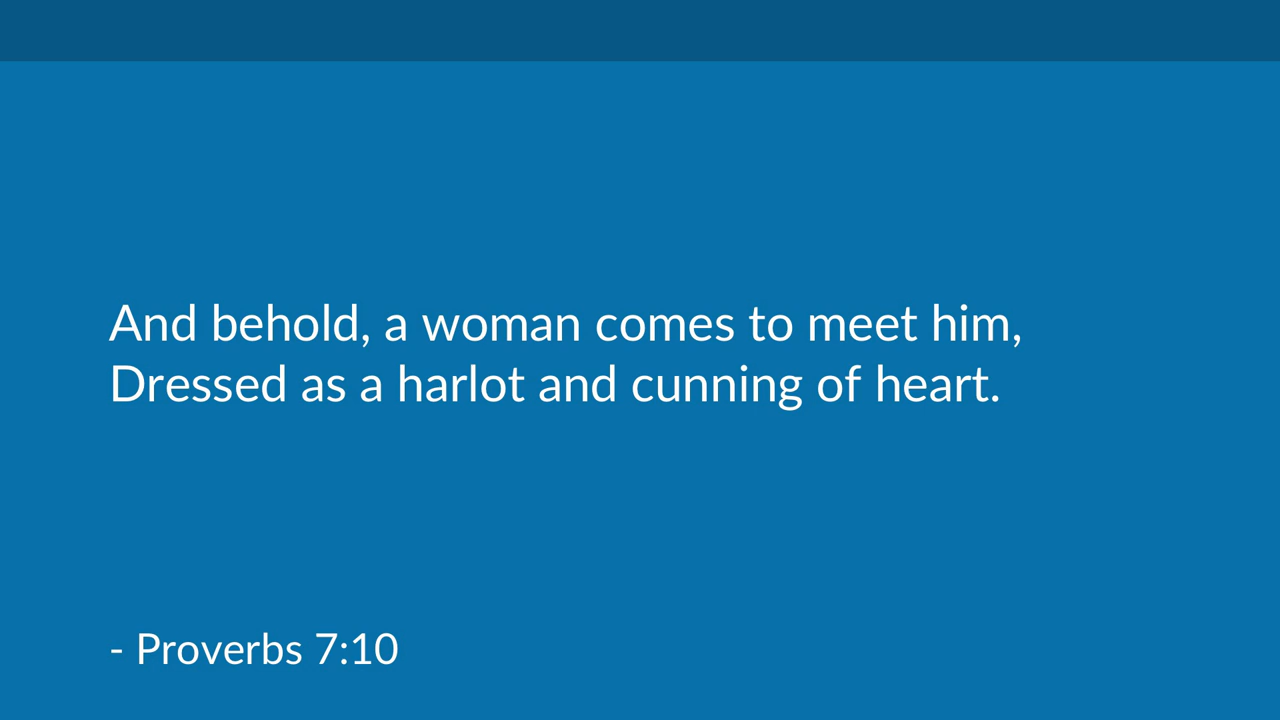 And behold, a woman comes to meet him,
Dressed as a harlot and cunning of heart.
- Proverbs 7:10